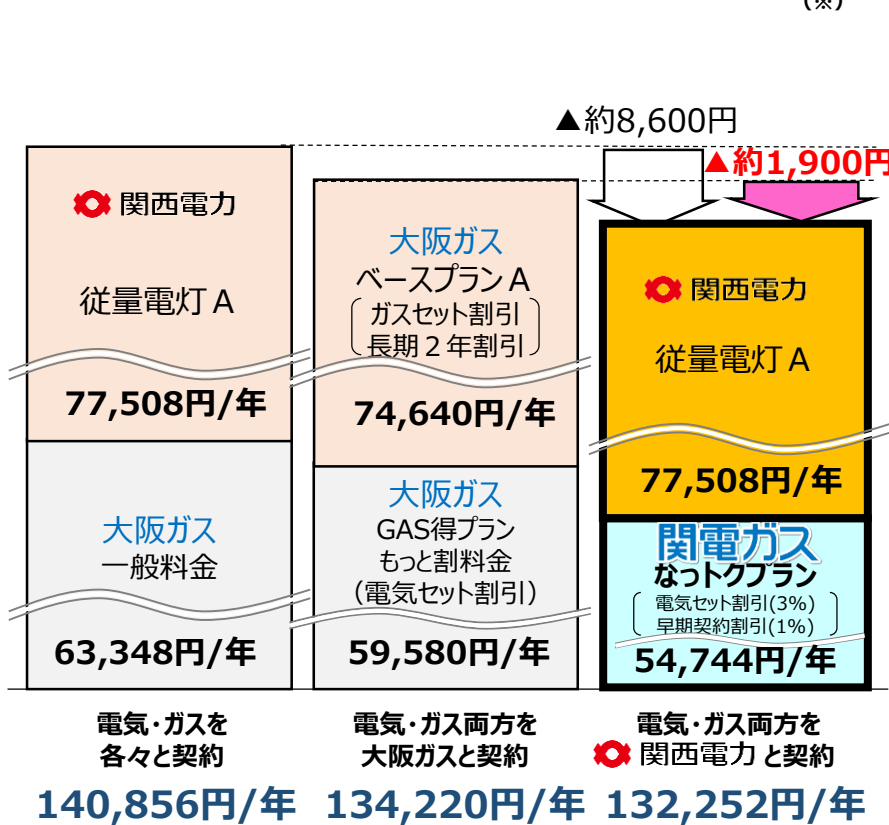 (※)
▲約8,600円
▲約1,900円
関西電力
従量電灯A
77,508円/年
大阪ガス
一般料金
63,348円/年
大阪ガス
ベースプランA
ガスセット割引
長期2年割引
74,640円/年
大阪ガス
GAS得プラン
もっと割料金
(電気セット割引)
59,580円/年
関西電力
従量電灯A
77,508円/年
関電ガス
なっトクプラン
電気セット割引(3%)
早期契約割引(1%)
54,744円/年
電気・ガスを
各々と契約
140,856円/年
電気・ガス両方を
大阪ガスと契約
134,220円/年
電気・ガス両方を
関西電力と契約
132,252円/年